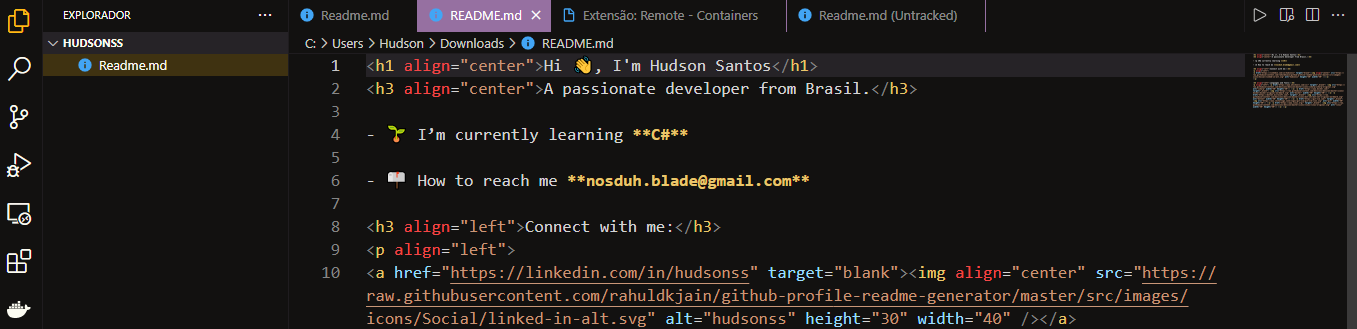 EXPLORADOR ···
Readme.md README.md × Extensão: Remote - Containers Readme.md (Untracked) ···
HUDSONSS
Readme.md
C: > Users > Hudson > Downloads > README.md
1 <h1 align="center">Hi 👋, I'm Hudson Santos</h1>
2 <h3 align="center">A passionate developer from Brasil.</h3>
3
4 - 🌱 I’m currently learning **C#**
5
6 - 📫 How to reach me **nosduh.blade@gmail.com**
7
8 <h3 align="left">Connect with me:</h3>
9 <p align="left">
10 <a href="https://linkedin.com/in/hudsonss" target="blank"><img align="center" src="https://
raw.githubusercontent.com/rahuldkjain/github-profile-readme-generator/master/src/images/
icons/Social/linked-in-alt.svg" alt="hudsonss" height="30" width="40" /></a>